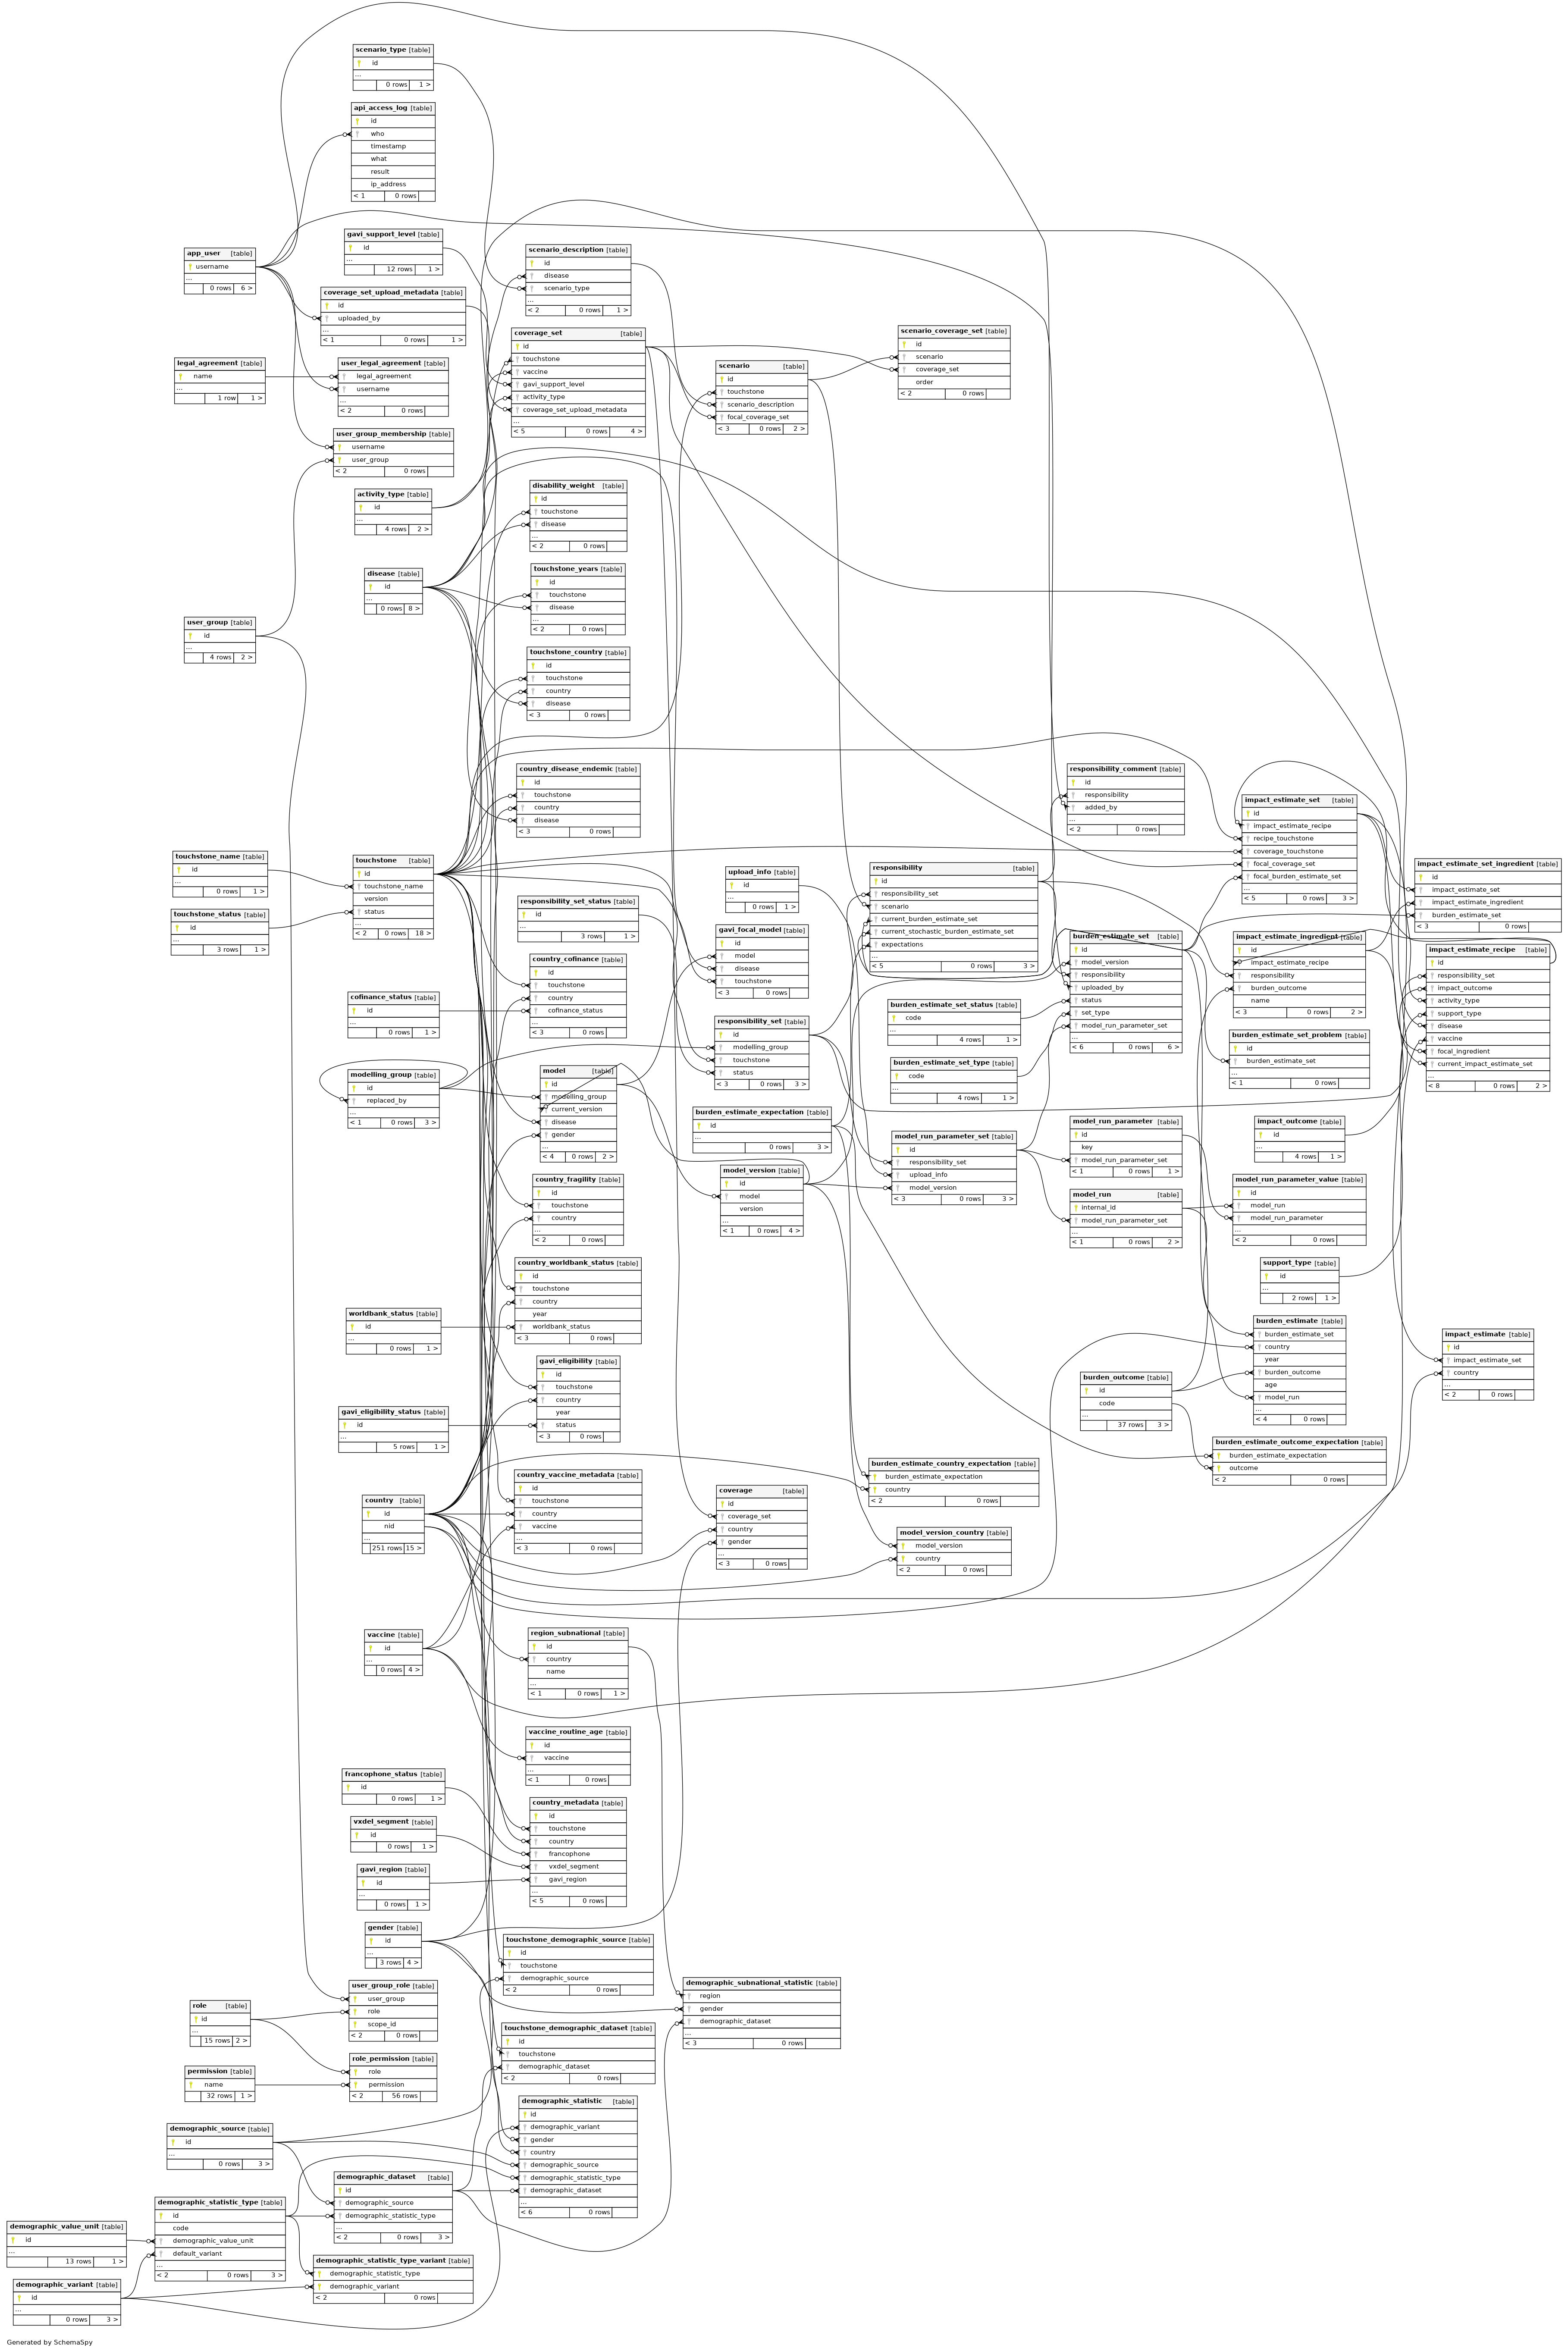 scenario_type [table]
id
...
0 rows 1 >
api_access_log [table]
id
who
timestamp
what
result
ip_address
< 1 0 rows
app_user [table]
username
...
0 rows 6 >
gavi_support_level [table]
id
...
12 rows 1 >
coverage_set_upload_metadata [table]
id
uploaded_by
...
< 1 0 rows 1 >
legal_agreement [table]
name
...
1 row 1 >
user_legal_agreement [table]
legal_agreement
username
...
< 2 0 rows
user_group_membership [table]
username
user_group
< 2 0 rows
activity_type [table]
id
...
4 rows 2 >
disease [table]
id
...
0 rows 8 >
user_group [table]
id
...
4 rows 2 >
scenario_description [table]
id
disease
scenario_type
...
< 2 0 rows 1 >
coverage_set [table]
id
touchstone
vaccine
gavi_support_level
activity_type
coverage_set_upload_metadata
...
< 5 0 rows 4 >
scenario [table]
id
touchstone
scenario_description
focal_coverage_set
< 3 0 rows 2 >
scenario_coverage_set [table]
id
scenario
coverage_set
order
< 2 0 rows
disability_weight [table]
id
touchstone
disease
...
< 2 0 rows
touchstone_years [table]
id
touchstone
disease
...
< 2 0 rows
touchstone_country [table]
id
touchstone
country
disease
< 3 0 rows
country_disease_endemic [table]
id
touchstone
country
disease
< 3 0 rows
touchstone_name [table]
id
...
0 rows 1 >
touchstone_status [table]
id
...
3 rows 1 >
touchstone [table]
id
touchstone_name
version
status
...
< 2 0 rows 18 >
responsibility_set_status [table]
id
...
3 rows 1 >
country_cofinance [table]
id
touchstone
country
cofinance_status
...
< 3 0 rows
cofinance_status [table]
id
...
0 rows 1 >
modelling_group [table]
id
replaced_by
...
< 1 0 rows 3 >
model [table]
id
modelling_group
current_version
disease
gender
...
< 4 0 rows 2 >
upload_info [table]
id
...
0 rows 1 >
gavi_focal_model [table]
id
model
disease
touchstone
< 3 0 rows
responsibility_set [table]
id
modelling_group
touchstone
status
< 3 0 rows 3 >
burden_estimate_expectation [table]
id
...
0 rows 3 >
model_version [table]
id
model
version
...
< 1 0 rows 4 >
responsibility [table]
id
responsibility_set
scenario
current_burden_estimate_set
current_stochastic_burden_estimate_set
expectations
...
< 5 0 rows 3 >
responsibility_comment [table]
id
responsibility
added_by
...
< 2 0 rows
burden_estimate_set_status [table]
code
...
4 rows 1 >
burden_estimate_set_type [table]
code
...
4 rows 1 >
burden_estimate_set [table]
id
model_version
responsibility
uploaded_by
status
set_type
model_run_parameter_set
...
< 6 0 rows 6 >
impact_estimate_set [table]
id
impact_estimate_recipe
recipe_touchstone
coverage_touchstone
focal_coverage_set
focal_burden_estimate_set
...
< 5 0 rows 3 >
impact_estimate_set_ingredient [table]
id
impact_estimate_set
impact_estimate_ingredient
burden_estimate_set
< 3 0 rows
impact_estimate_ingredient [table]
id
impact_estimate_recipe
responsibility
burden_outcome
name
< 3 0 rows 2 >
impact_estimate_recipe [table]
id
responsibility_set
impact_outcome
activity_type
support_type
disease
vaccine
focal_ingredient
current_impact_estimate_set
...
< 8 0 rows 2 >
burden_estimate_set_problem [table]
id
burden_estimate_set
...
< 1 0 rows
model_run_parameter_set [table]
id
responsibility_set
upload_info
model_version
< 3 0 rows 3 >
model_run_parameter [table]
id
key
model_run_parameter_set
< 1 0 rows 1 >
model_run [table]
internal_id
model_run_parameter_set
...
< 1 0 rows 2 >
impact_outcome [table]
id
...
4 rows 1 >
model_run_parameter_value [table]
id
model_run
model_run_parameter
...
< 2 0 rows
support_type [table]
id
...
2 rows 1 >
burden_estimate [table]
burden_estimate_set
country
year
burden_outcome
age
model_run
...
< 4 0 rows
impact_estimate [table]
id
impact_estimate_set
country
...
< 2 0 rows
burden_outcome [table]
id
code
...
37 rows 3 >
burden_estimate_outcome_expectation [table]
burden_estimate_expectation
outcome
< 2 0 rows
country_fragility [table]
id
touchstone
country
...
< 2 0 rows
country_worldbank_status [table]
id
touchstone
country
year
worldbank_status
< 3 0 rows
worldbank_status [table]
id
...
0 rows 1 >
gavi_eligibility [table]
id
touchstone
country
year
status
< 3 0 rows
gavi_eligibility_status [table]
id
...
5 rows 1 >
country_vaccine_metadata [table]
id
touchstone
country
vaccine
...
< 3 0 rows
country [table]
id
nid
...
251 rows 15 >
coverage [table]
id
coverage_set
country
gender
...
< 3 0 rows
burden_estimate_country_expectation [table]
burden_estimate_expectation
country
< 2 0 rows
model_version_country [table]
model_version
country
< 2 0 rows
vaccine [table]
id
...
0 rows 4 >
region_subnational [table]
id
country
name
...
< 1 0 rows 1 >
vaccine_routine_age [table]
id
vaccine
...
< 1 0 rows
francophone_status [table]
id
0 rows 1 >
vxdel_segment [table]
id
0 rows 1 >
gavi_region [table]
id
...
0 rows 1 >
country_metadata [table]
id
touchstone
country
francophone
vxdel_segment
gavi_region
...
< 5 0 rows
gender [table]
id
...
3 rows 4 >
touchstone_demographic_source [table]
id
touchstone
demographic_source
< 2 0 rows
demographic_subnational_statistic [table]
region
gender
demographic_dataset
...
< 3 0 rows
user_group_role [table]
user_group
role
scope_id
< 2 0 rows
role [table]
id
...
15 rows 2 >
touchstone_demographic_dataset [table]
id
touchstone
demographic_dataset
< 2 0 rows
role_permission [table]
role
permission
< 2 56 rows
permission [table]
name
32 rows 1 >
demographic_statistic [table]
id
demographic_variant
gender
country
demographic_source
demographic_statistic_type
demographic_dataset
...
< 6 0 rows
demographic_source [table]
id
...
0 rows 3 >
demographic_dataset [table]
id
demographic_source
demographic_statistic_type
...
< 2 0 rows 3 >
demographic_statistic_type [table]
id
code
demographic_value_unit
default_variant
...
< 2 0 rows 3 >
demographic_value_unit [table]
id
...
13 rows 1 >
demographic_statistic_type_variant [table]
demographic_statistic_type
demographic_variant
< 2 0 rows
demographic_variant [table]
id
...
0 rows 3 >
Generated by SchemaSpy